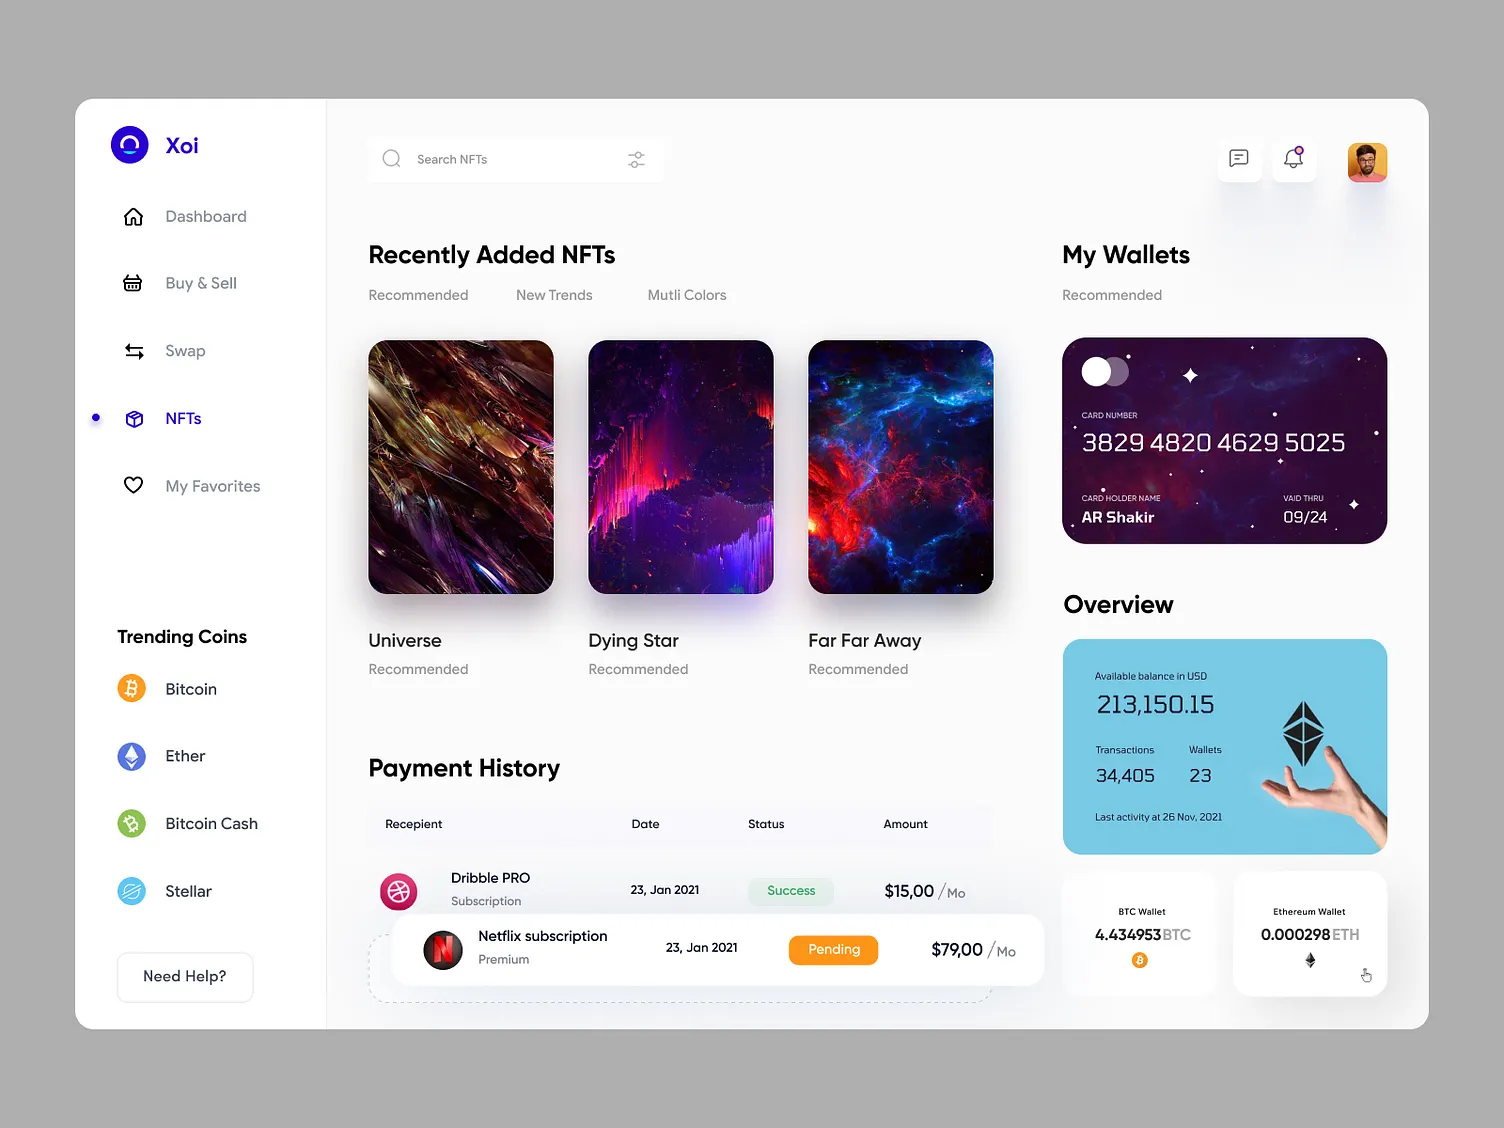 Xoi
Dashboard
Buy & Sell
Swap
NFTs
My Favorites
Trending Coins
Bitcoin
Ether
Bitcoin Cash
Stellar
Need Help?
Search NFTs
Recently Added NFTs
Recommended New Trends Mutli Colors
Universe
Recommended
Dying Star
Recommended
Far Far Away
Recommended
Payment History
Recepient Date Status Amount
Dribble PRO
Subscription
23, Jan 2021
Success
$15,00 /Mo
Netflix subscription
Premium
23, Jan 2021
Pending
$79,00 /Mo
My Wallets
Recommended
CARD NUMBER
3829 4820 4629 5025
CARD HOLDER NAME
AR Shakir
VAID THRU
09/24
Overview
Available balance in USD
213,150.15
Transactions
34,405
Wallets
23
Last activity at 26 Nov, 2021
BTC Wallet
4.434953BTC
Ethereum Wallet
0.000298ETH